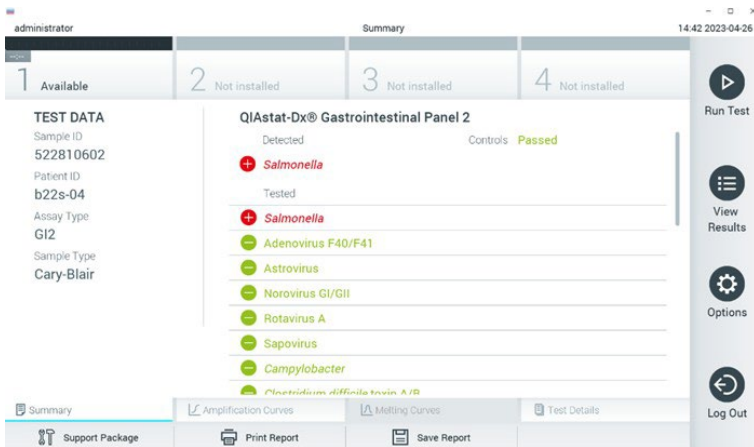 administrator
Summary
14:42 2023-04-26
1 Available
2 Not installed
3 Not installed
4 Not installed
Run Test
TEST DATA
Sample ID
522810602
Patient ID
b22s-04
Assay Type
GI2
Sample Type
Cary-Blair
QIAstat-Dx® Gastrointestinal Panel 2
Detected
Controls Passed
Salmonella
Tested
Salmonella
Adenovirus F40/F41
Astrovirus
Norovirus GI/GII
Rotavirus A
Sapovirus
Campylobacter
Clostridium difficile toxin A/B
View
Results
Options
Log Out
Summary
Amplification Curves
Melting Curves
Test Details
Support Package
Print Report
Save Report